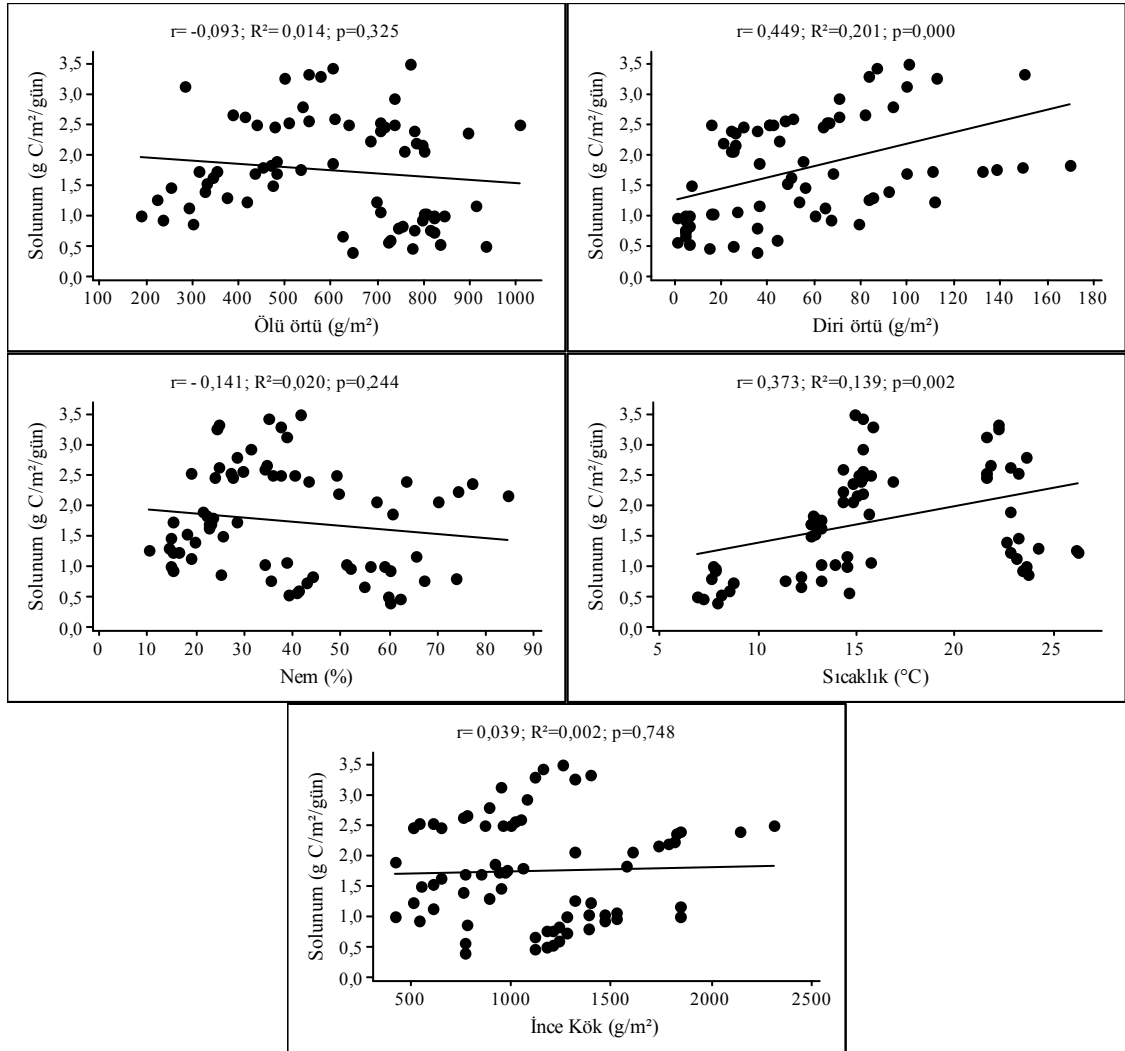 r= -0,093; R²= 0,014; p=0,325
Solunum (g C/m²/gün)
3,5
3,0
2,5
2,0
1,5
1,0
0,5
0,0
100 200 300 400 500 600 700 800 900 1000
Ölü örtü (g/m²)
r= 0,449; R²=0,201; p=0,000
Solunum (g C/m²/gün)
3,5
3,0
2,5
2,0
1,5
1,0
0,5
0,0
0 20 40 60 80 100 120 140 160 180
Diri örtü (g/m²)
r= - 0,141; R²=0,020; p=0,244
Solunum (g C/m²/gün)
3,5
3,0
2,5
2,0
1,5
1,0
0,5
0,0
0 10 20 30 40 50 60 70 80 90
Nem (%)
r= 0,373; R²=0,139; p=0,002
Solunum (g C/m²/gün)
3,5
3,0
2,5
2,0
1,5
1,0
0,5
0,0
5 10 15 20 25
Sıcaklık (°C)
r= 0,039; R²=0,002; p=0,748
Solunum (g C/m²/gün)
3,5
3,0
2,5
2,0
1,5
1,0
0,5
0,0
500 1000 1500 2000 2500
İnce Kök (g/m²)